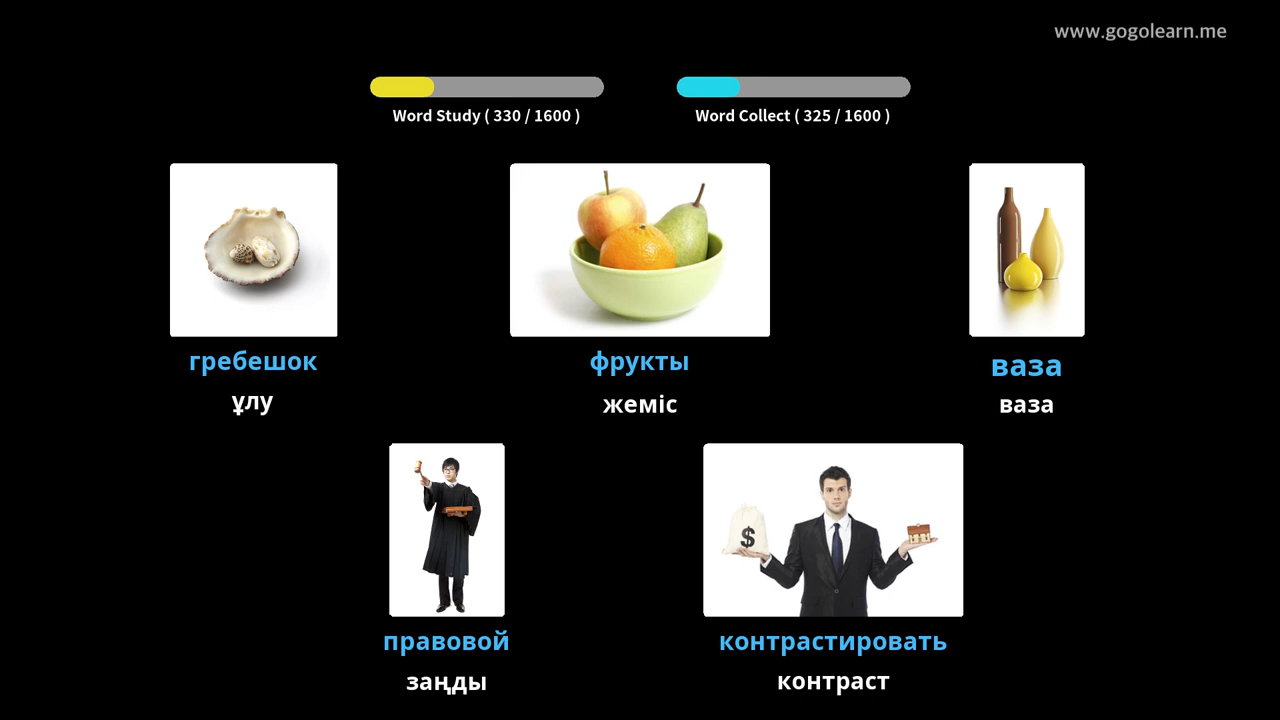 www.gogolearn.me
Word Study ( 330 / 1600 )
Word Collect ( 325 / 1600 )
гребешок
ұлу
фрукты
жеміс
ваза
ваза
$
правовой
заңды
контрастировать
контраст